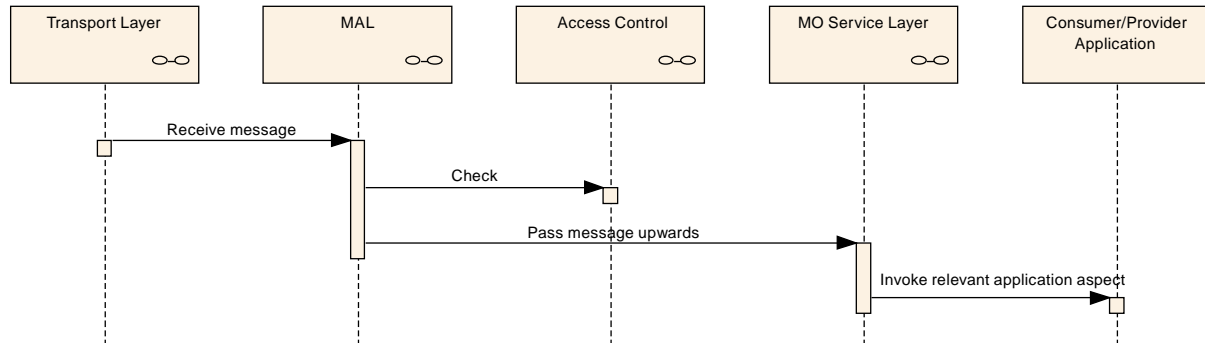 Transport Layer
MAL
Access Control
MO Service Layer
Consumer/Provider
Application
Receive message
Check
Pass message upwards
Invoke relevant application aspect